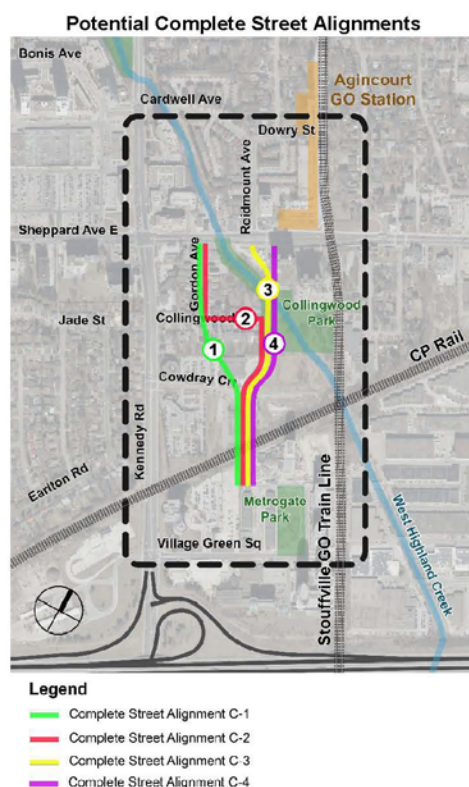 Potential Complete Street Alignments
Bonis Ave
Cardwell Ave
Agincourt
GO Station
Dowry St
Reidmount Ave
Sheppard Ave E
Gordon Ave
3
Collingwood
2
Collingwood
Park
Jade St
1
4
CP Rail
Cowdray Crt
Kennedy Rd
Earlton Rd
Metrogate
Park
Stouffville GO Train Line
West Highland Creek
Village Green Sq
Legend
Complete Street Alignment C-1
Complete Street Alignment C-2
Complete Street Alignment C-3
Complete Street Alignment C-4